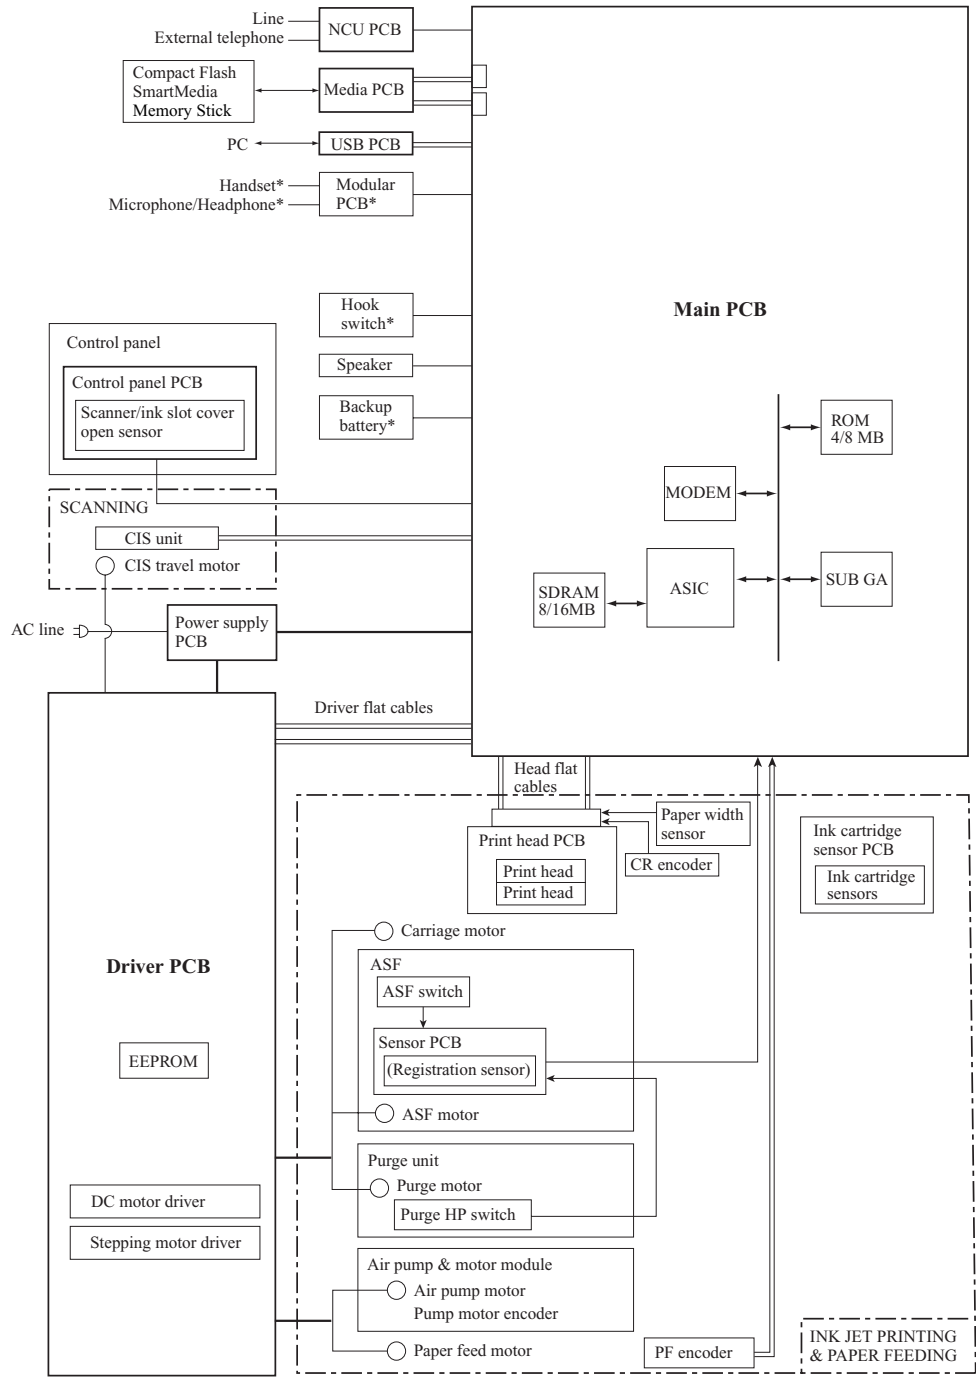 Line
External telephone
NCU PCB
Compact Flash
SmartMedia
Memory Stick
Media PCB
PC
USB PCB
Handset*
Microphone/Headphone*
Modular
PCB*
Main PCB
Hook
switch*
Speaker
Backup
battery*
Control panel
Control panel PCB
Scanner/ink slot cover
open sensor
ROM
4/8 MB
MODEM
ASIC
SUB GA
SDRAM
8/16MB
SCANNING
CIS unit
CIS travel motor
AC line
Power supply
PCB
Driver flat cables
Head flat
cables
Paper width
sensor
Print head PCB
CR encoder
Print head
Print head
Ink cartridge
sensor PCB
Ink cartridge
sensors
Driver PCB
EEPROM
DC motor driver
Stepping motor driver
Carriage motor
ASF
ASF switch
Sensor PCB
(Registration sensor)
ASF motor
Purge unit
Purge motor
Purge HP switch
Air pump & motor module
Air pump motor
Pump motor encoder
Paper feed motor
PF encoder
INK JET PRINTING
& PAPER FEEDING